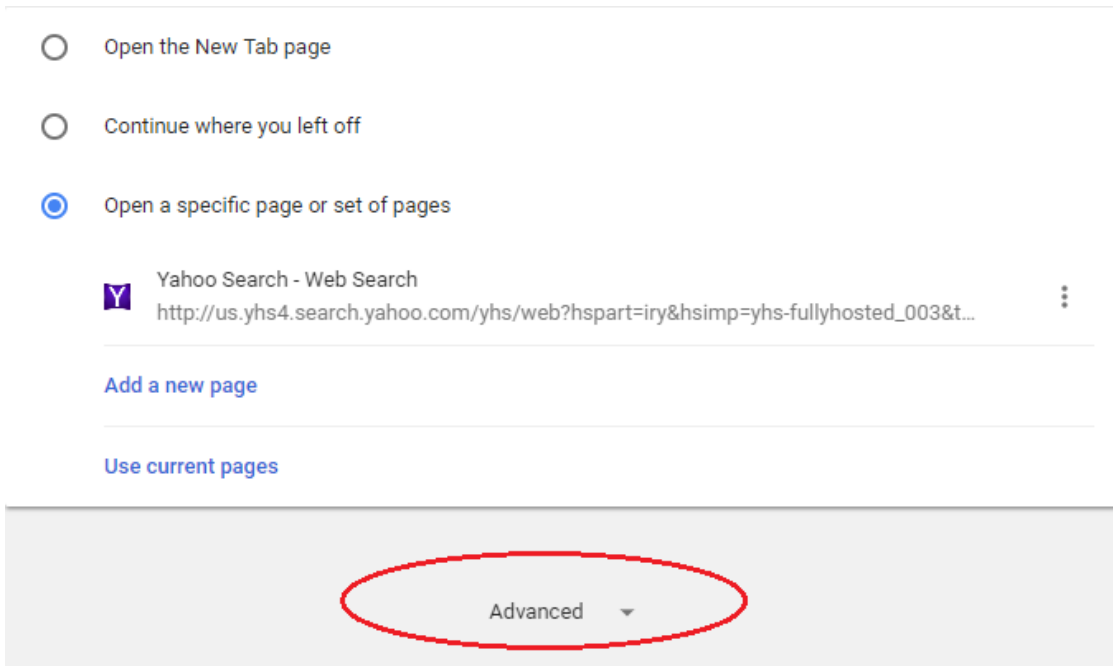 Open the New Tab page
Continue where you left off
Open a specific page or set of pages
Y
Yahoo Search - Web Search
http://us.yhs4.search.yahoo.com/yhs/web?hspart=iry&hsimp=yhs-fullyhosted_003&t...
Add a new page
Use current pages
Advanced